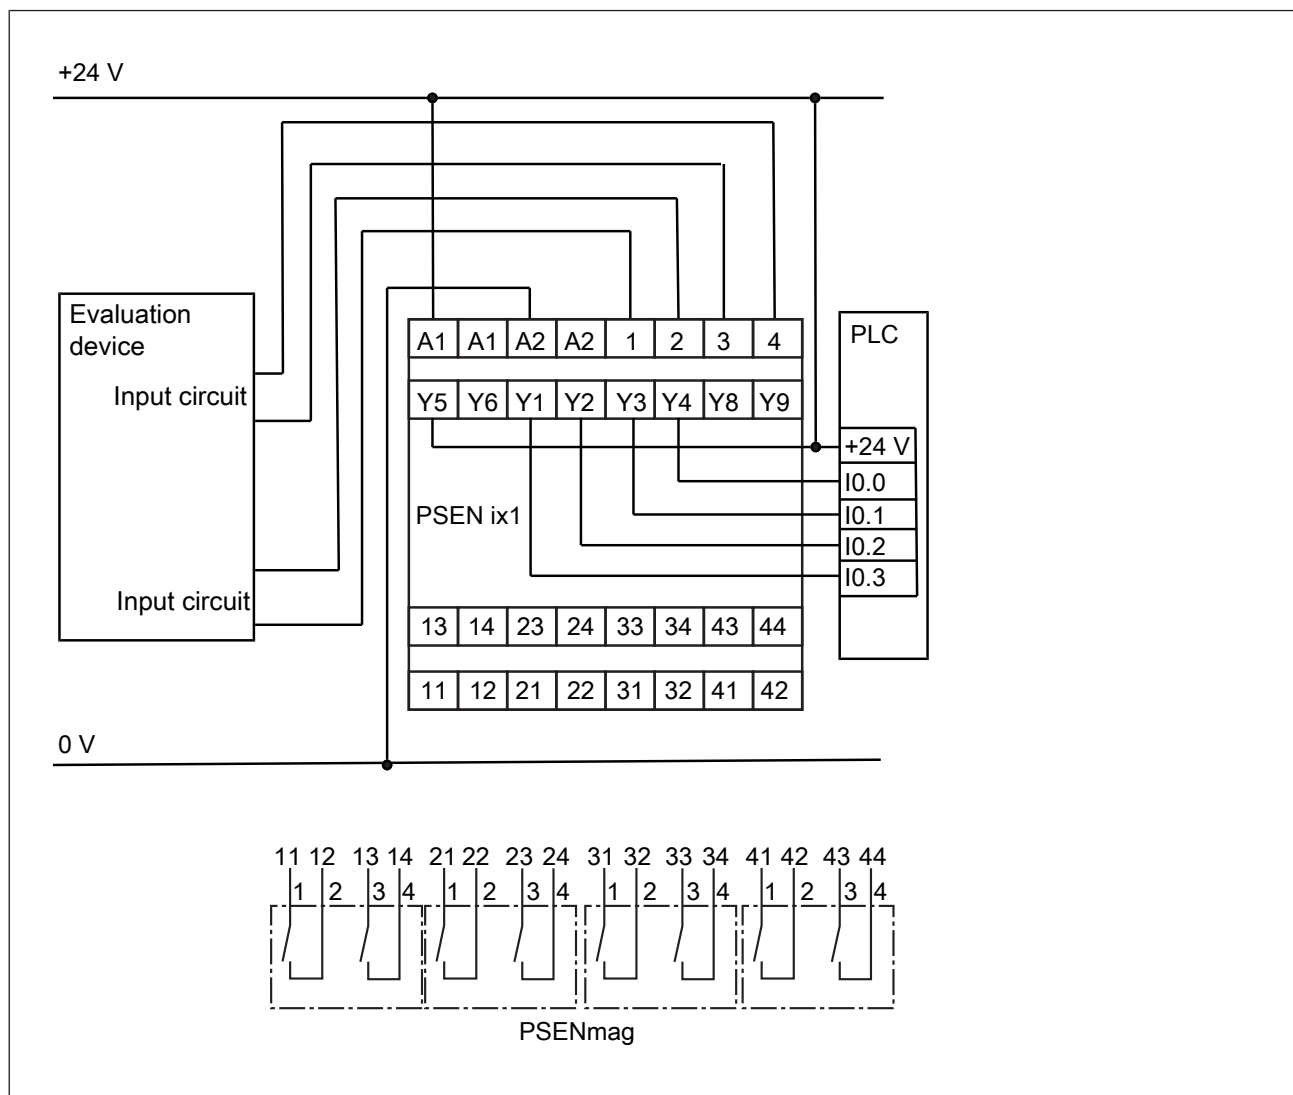 +24 V
Evaluation
device
Input circuit
Input circuit
A1 A1 A2 A2 1 2 3 4
Y5 Y6 Y1 Y2 Y3 Y4 Y8 Y9
PSEN ix1
13 14 23 24 33 34 43 44
11 12 21 22 31 32 41 42
PLC
+24 V
I0.0
I0.1
I0.2
I0.3
0 V
11 12 13 14 21 22 23 24 31 32 33 34 41 42 43 44
1 2 3 4 1 2 3 4 1 2 3 4 1 2 3 4
PSENmag